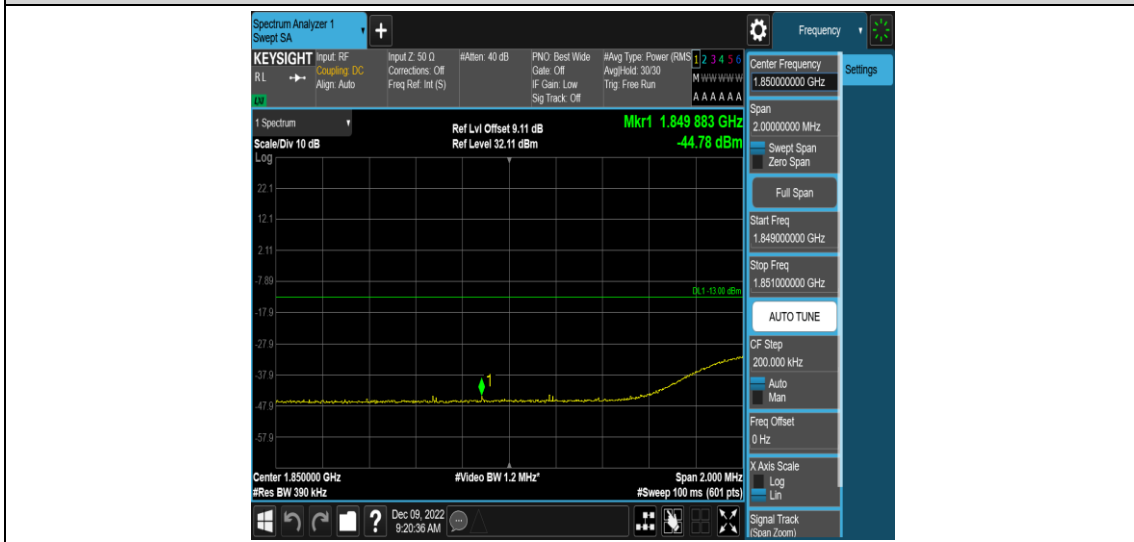 Spectrum Analyzer 1
Swept SA
+
Frequency
KEYSIGHT
RL
LXI
Input: RF
Coupling: DC
Align: Auto
Input Z: 50 Ω
Corrections: Off
Freq Ref: Int (S)
#Atten: 40 dB
PNO: Best Wide
Gate: Off
IF Gain: Low
Sig Track: Off
#Avg Type: Power (RMS
Avg|Hold: 30/30
Trig: Free Run
1 2 3 4 5 6
M W W W W W
A A A A A A
1 Spectrum
Scale/Div 10 dB
Log
Ref Lvl Offset 9.11 dB
Ref Level 32.11 dBm
Mkr1 1.849 883 GHz
-44.78 dBm
22.1
12.1
2.11
-7.89
-17.9
-27.9
-37.9
-47.9
-57.9
DL1 -13.00 dBm
1
Center 1.850000 GHz
#Res BW 390 kHz
#Video BW 1.2 MHz*
Span 2.000 MHz
#Sweep 100 ms (601 pts)
Center Frequency
1.850000000 GHz
Settings
Span
2.00000000 MHz
Swept Span
Zero Span
Full Span
Start Freq
1.849000000 GHz
Stop Freq
1.851000000 GHz
AUTO TUNE
CF Step
200.000 kHz
Auto
Man
Freq Offset
0 Hz
X Axis Scale
Log
Lin
Signal Track
(Span Zoom)
?
Dec 09, 2022
9:20:36 AM